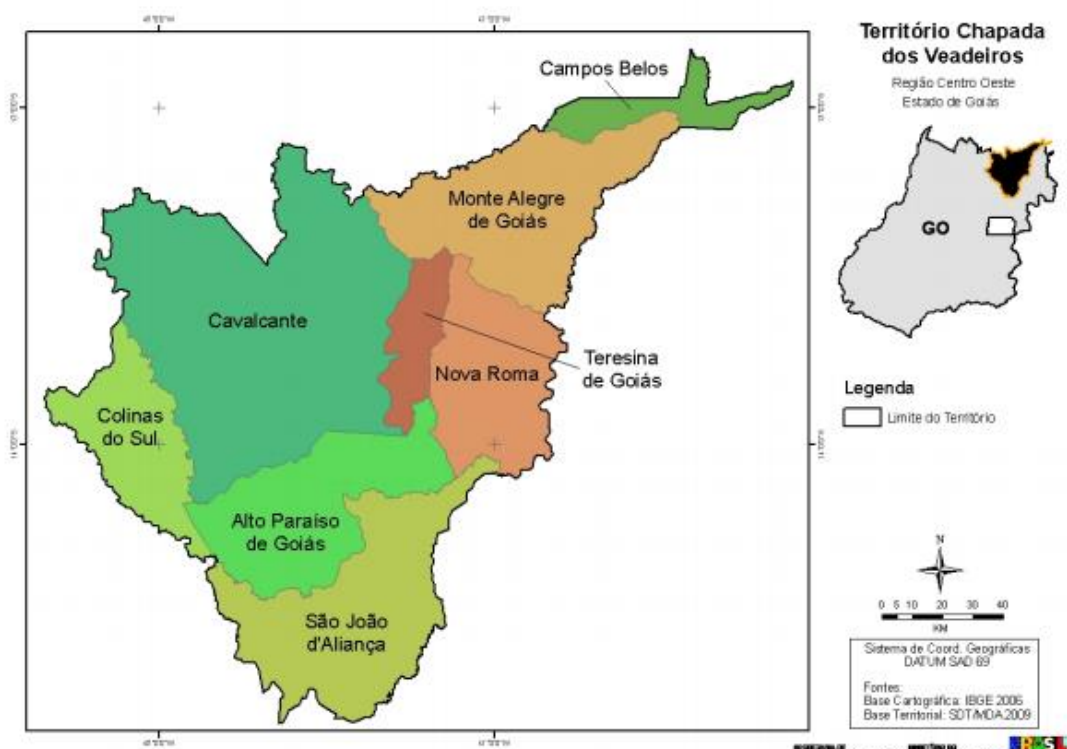 Território Chapada
dos Veadeiros
Região Centro Oeste
Estado de Goiás
GO
Legenda
Limite do Território
N
0 5 10 20 30 40
KM
Sistema de Coord. Geográficas
DATUM SAD 69
Fontes:
Base Cartográfica: IBGE 2006
Base Territorial: SDT/MDA 2009
Campos Belos
Monte Alegre
de Goiás
Cavalcante
Teresina
de Goiás
Nova Roma
Colinas
do Sul
Alto Paraíso
de Goiás
São João
d'Aliança